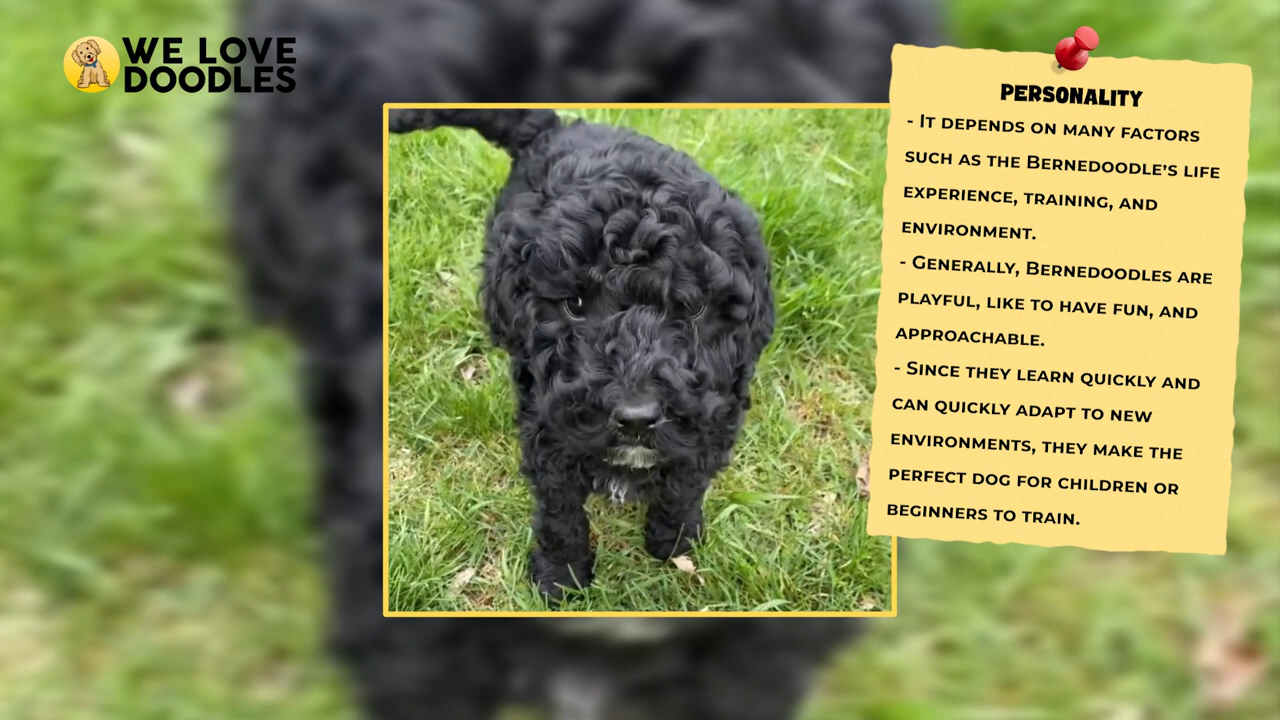 WE LOVE
DOODLES
PERSONALITY
- It depends on many factors
such as the Bernedoodle's life
experience, training, and
environment.
- Generally, Bernedoodles are
playful, like to have fun, and
approachable.
- Since they learn quickly and
can quickly adapt to new
environments, they make the
perfect dog for children or
beginners to train.